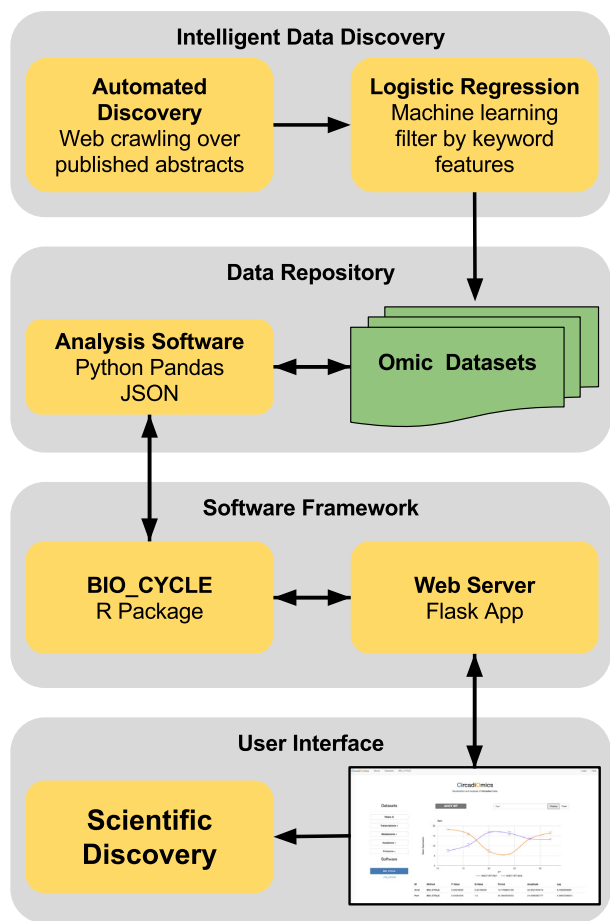 Intelligent Data Discovery
Automated
Discovery
Web crawling over
published abstracts
Logistic Regression
Machine learning
filter by keyword
features
Data Repository
Analysis Software
Python Pandas
JSON
Omic Datasets
Software Framework
BIO_CYCLE
R Package
Web Server
Flask App
User Interface
Scientific
Discovery
CircadiOmics
Datasets
Software